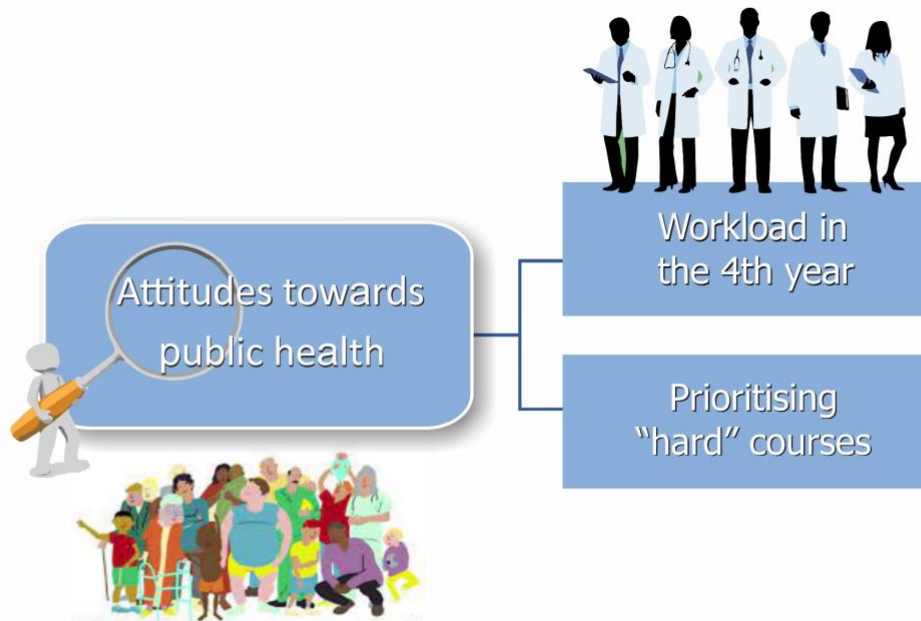 Attitudes towards
public health
Workload in
the 4th year
Prioritising
“hard” courses